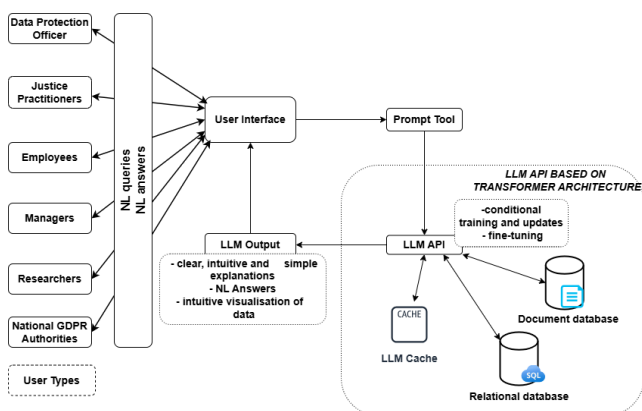 Data Protection
Officer
Justice
Practitioners
Employees
Managers
Researchers
National GDPR
Authorities
User Types
NL queries
NL answers
User Interface
Prompt Tool
LLM API BASED ON
TRANSFORMER ARCHITECTURE
-conditional
training and updates
- fine-tuning
LLM API
LLM Output
- clear, intuitive and simple
explanations
- NL Answers
- intuitive visualisation of
data
CACHE
LLM Cache
Document database
SQL
Relational database